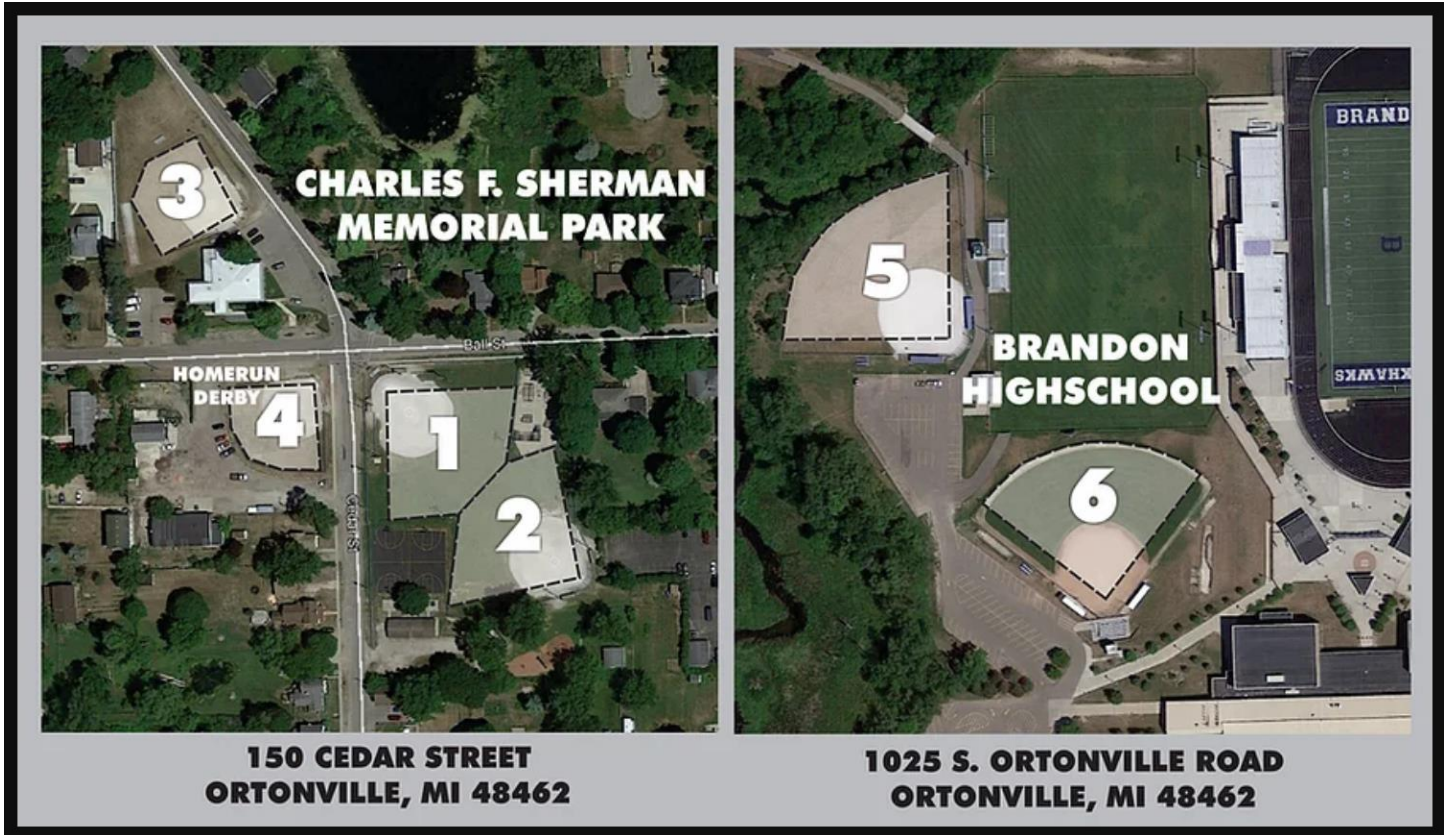 3
CHARLES F. SHERMAN
MEMORIAL PARK
Ball St
HOMERUN
DERBY
4
1
2
150 CEDAR STREET
ORTONVILLE, MI 48462
BRAND
5
BRANDON
HIGHSCHOOL
B
KHAWKS
6
1025 S. ORTONVILLE ROAD
ORTONVILLE, MI 48462